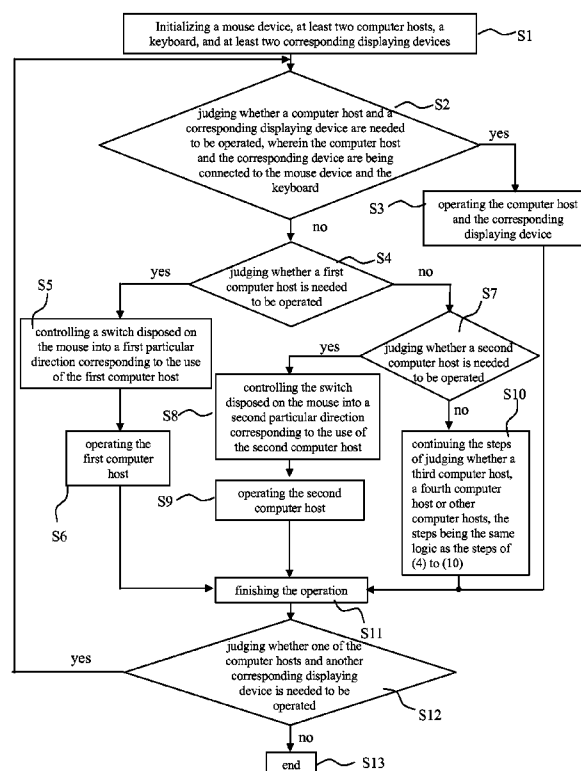 Initializing a mouse device, at least two computer hosts, a
keyboard, and at least two corresponding displaying devices
S1
S2
judging whether a computer host and a
corresponding displaying device are needed
to be operated, wherein the computer host
and the corresponding device are being
connected to the mouse device and the
keyboard
yes
no
S3
operating the computer host
and the corresponding
displaying device
S4
judging whether a first
computer host is needed
to be operated
yes
no
S5
controlling a switch disposed on
the mouse into a first particular
direction corresponding to the use
of the first computer host
operating the
first computer
host
S6
S7
judging whether a second
computer host is needed
to be operated
yes
no
S8
controlling the switch
disposed on the mouse into a
second particular direction
corresponding to the use of
the second computer host
S9
operating the second
computer host
S10
continuing the steps
of judging whether a
third computer host,
a fourth computer
host or other
computer hosts, the
steps being the same
logic as the steps of
(4) to (10)
finishing the operation
S11
judging whether one of the
computer hosts and another
corresponding displaying
device is needed to be
operated
S12
yes
no
end
S13